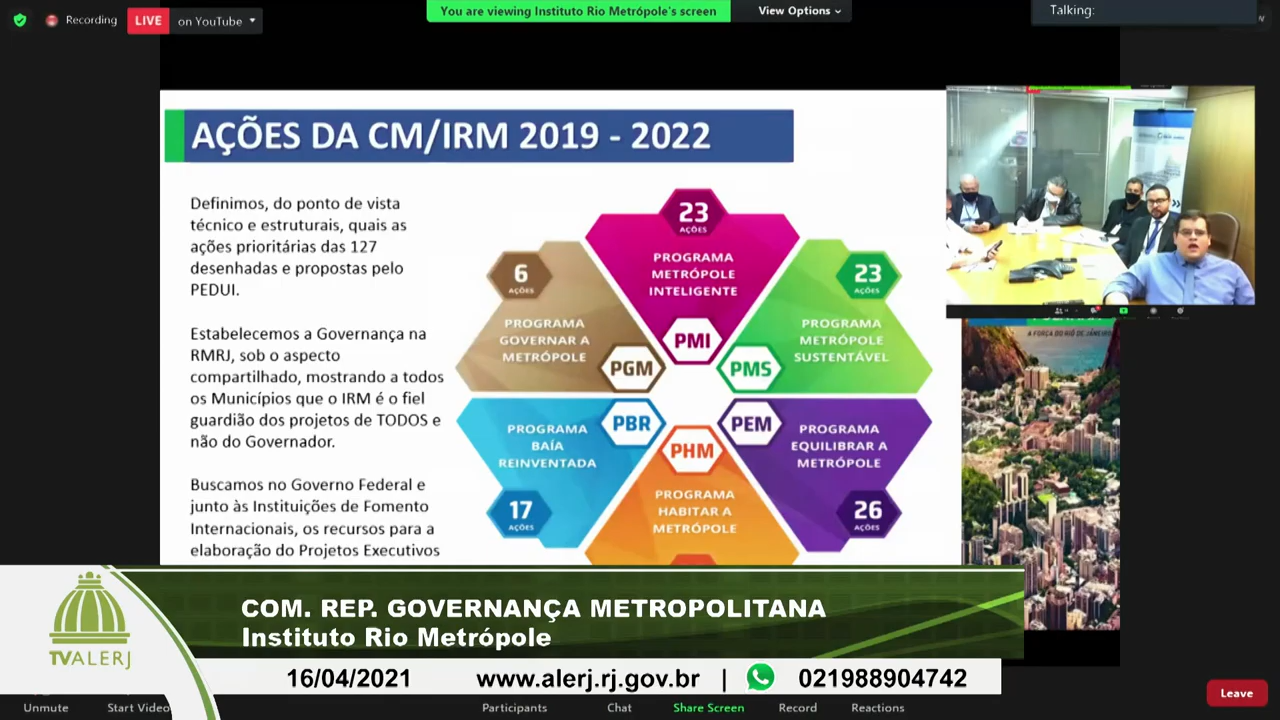 Recording
LIVE
on YouTube
You are viewing Instituto Rio Metrópole's screen
View Options
Talking:
AÇÕES DA CM/IRM 2019 - 2022
Definimos, do ponto de vista
técnico e estruturais, quais as
ações prioritárias das 127
desenhadas e propostas pelo
PEDUI.
Estabelecemos a Governança na
RMRJ, sob o aspecto
compartilhado, mostrando a todos
os Municípios que o IRM é o fiel
guardião dos projetos de TODOS e
não do Governador.
Buscamos no Governo Federal e
junto às Instituições de Fomento
Internacionais, os recursos para a
elaboração do Projetos Executivos
23
AÇÕES
PROGRAMA
METRÓPOLE
INTELIGENTE
PMI
6
AÇÕES
PROGRAMA
GOVERNAR A
METRÓPOLE
PGM
23
AÇÕES
PROGRAMA
METRÓPOLE
SUSTENTÁVEL
PMS
PBR
PROGRAMA
BAÍA
REINVENTADA
17
AÇÕES
PHM
PROGRAMA
HABITAR A
METRÓPOLE
PEM
PROGRAMA
EQUILIBRAR A
METRÓPOLE
26
AÇÕES
A FORÇA DO RIO DE JANEIRO
COM. REP. GOVERNANÇA METROPOLITANA
Instituto Rio Metrópole
TVALERJ
16/04/2021
www.alerj.rj.gov.br | 021988904742
Unmute
Start Video
Participants
Chat
Share Screen
Record
Reactions
Leave